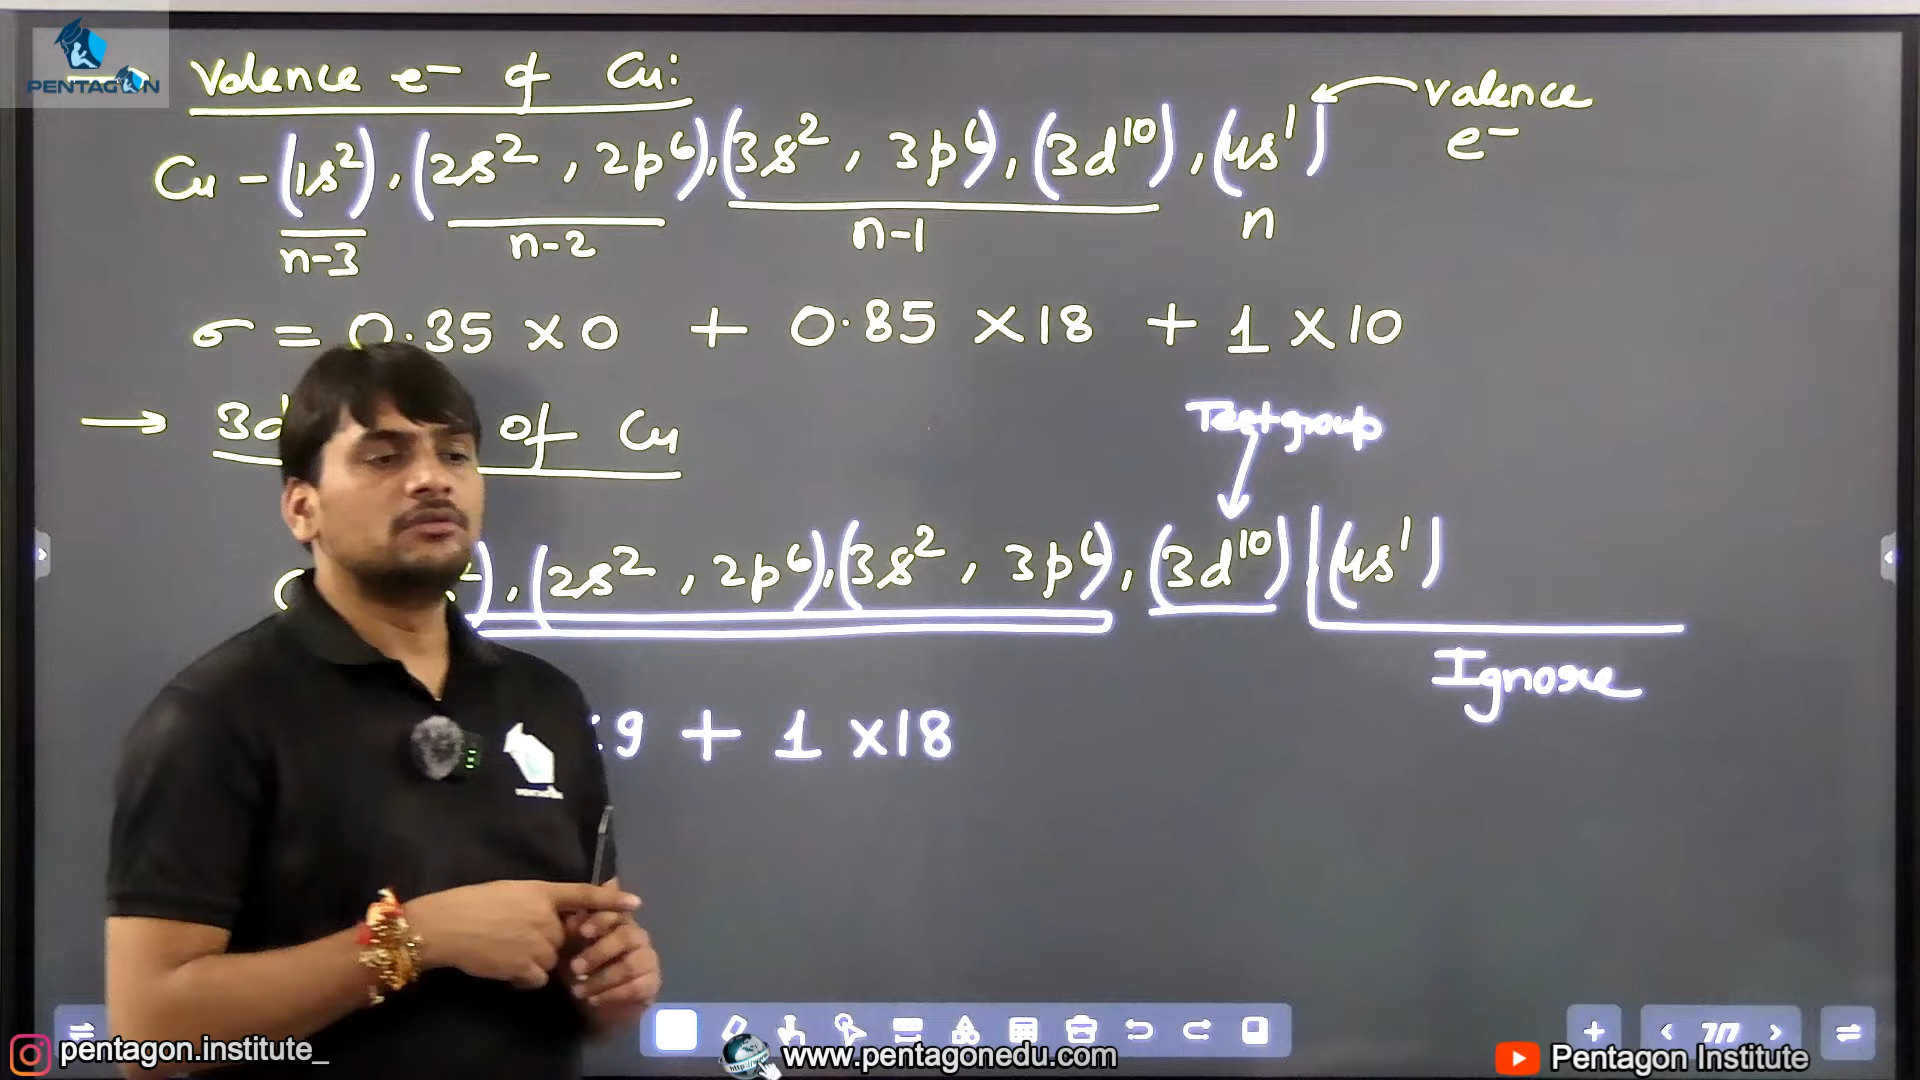 PENTAGON
Valence e⁻ of Cu:
valence
e⁻
Cu - (1s²), (2s², 2p⁶), (3s², 3p⁶), (3d¹⁰), (4s¹)
n-3 n-2 n-1 n
σ = 0.35 × 0 + 0.85 × 18 + 1 × 10
→ 3d of Cu
Test group
), (2s², 2p⁶), (3s², 3p⁶), (3d¹⁰) (4s¹)
Ignore
9 + 1 × 18
7/7
pentagon.institute_
www.pentagonedu.com
Pentagon Institute